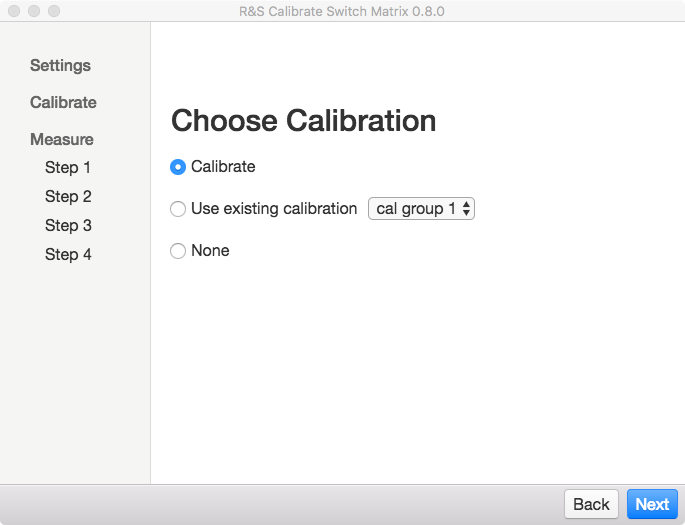 R&S Calibrate Switch Matrix 0.8.0
Settings
Calibrate
Measure
Step 1
Step 2
Step 3
Step 4
Choose Calibration
Calibrate
Use existing calibration cal group 1
None
Back Next